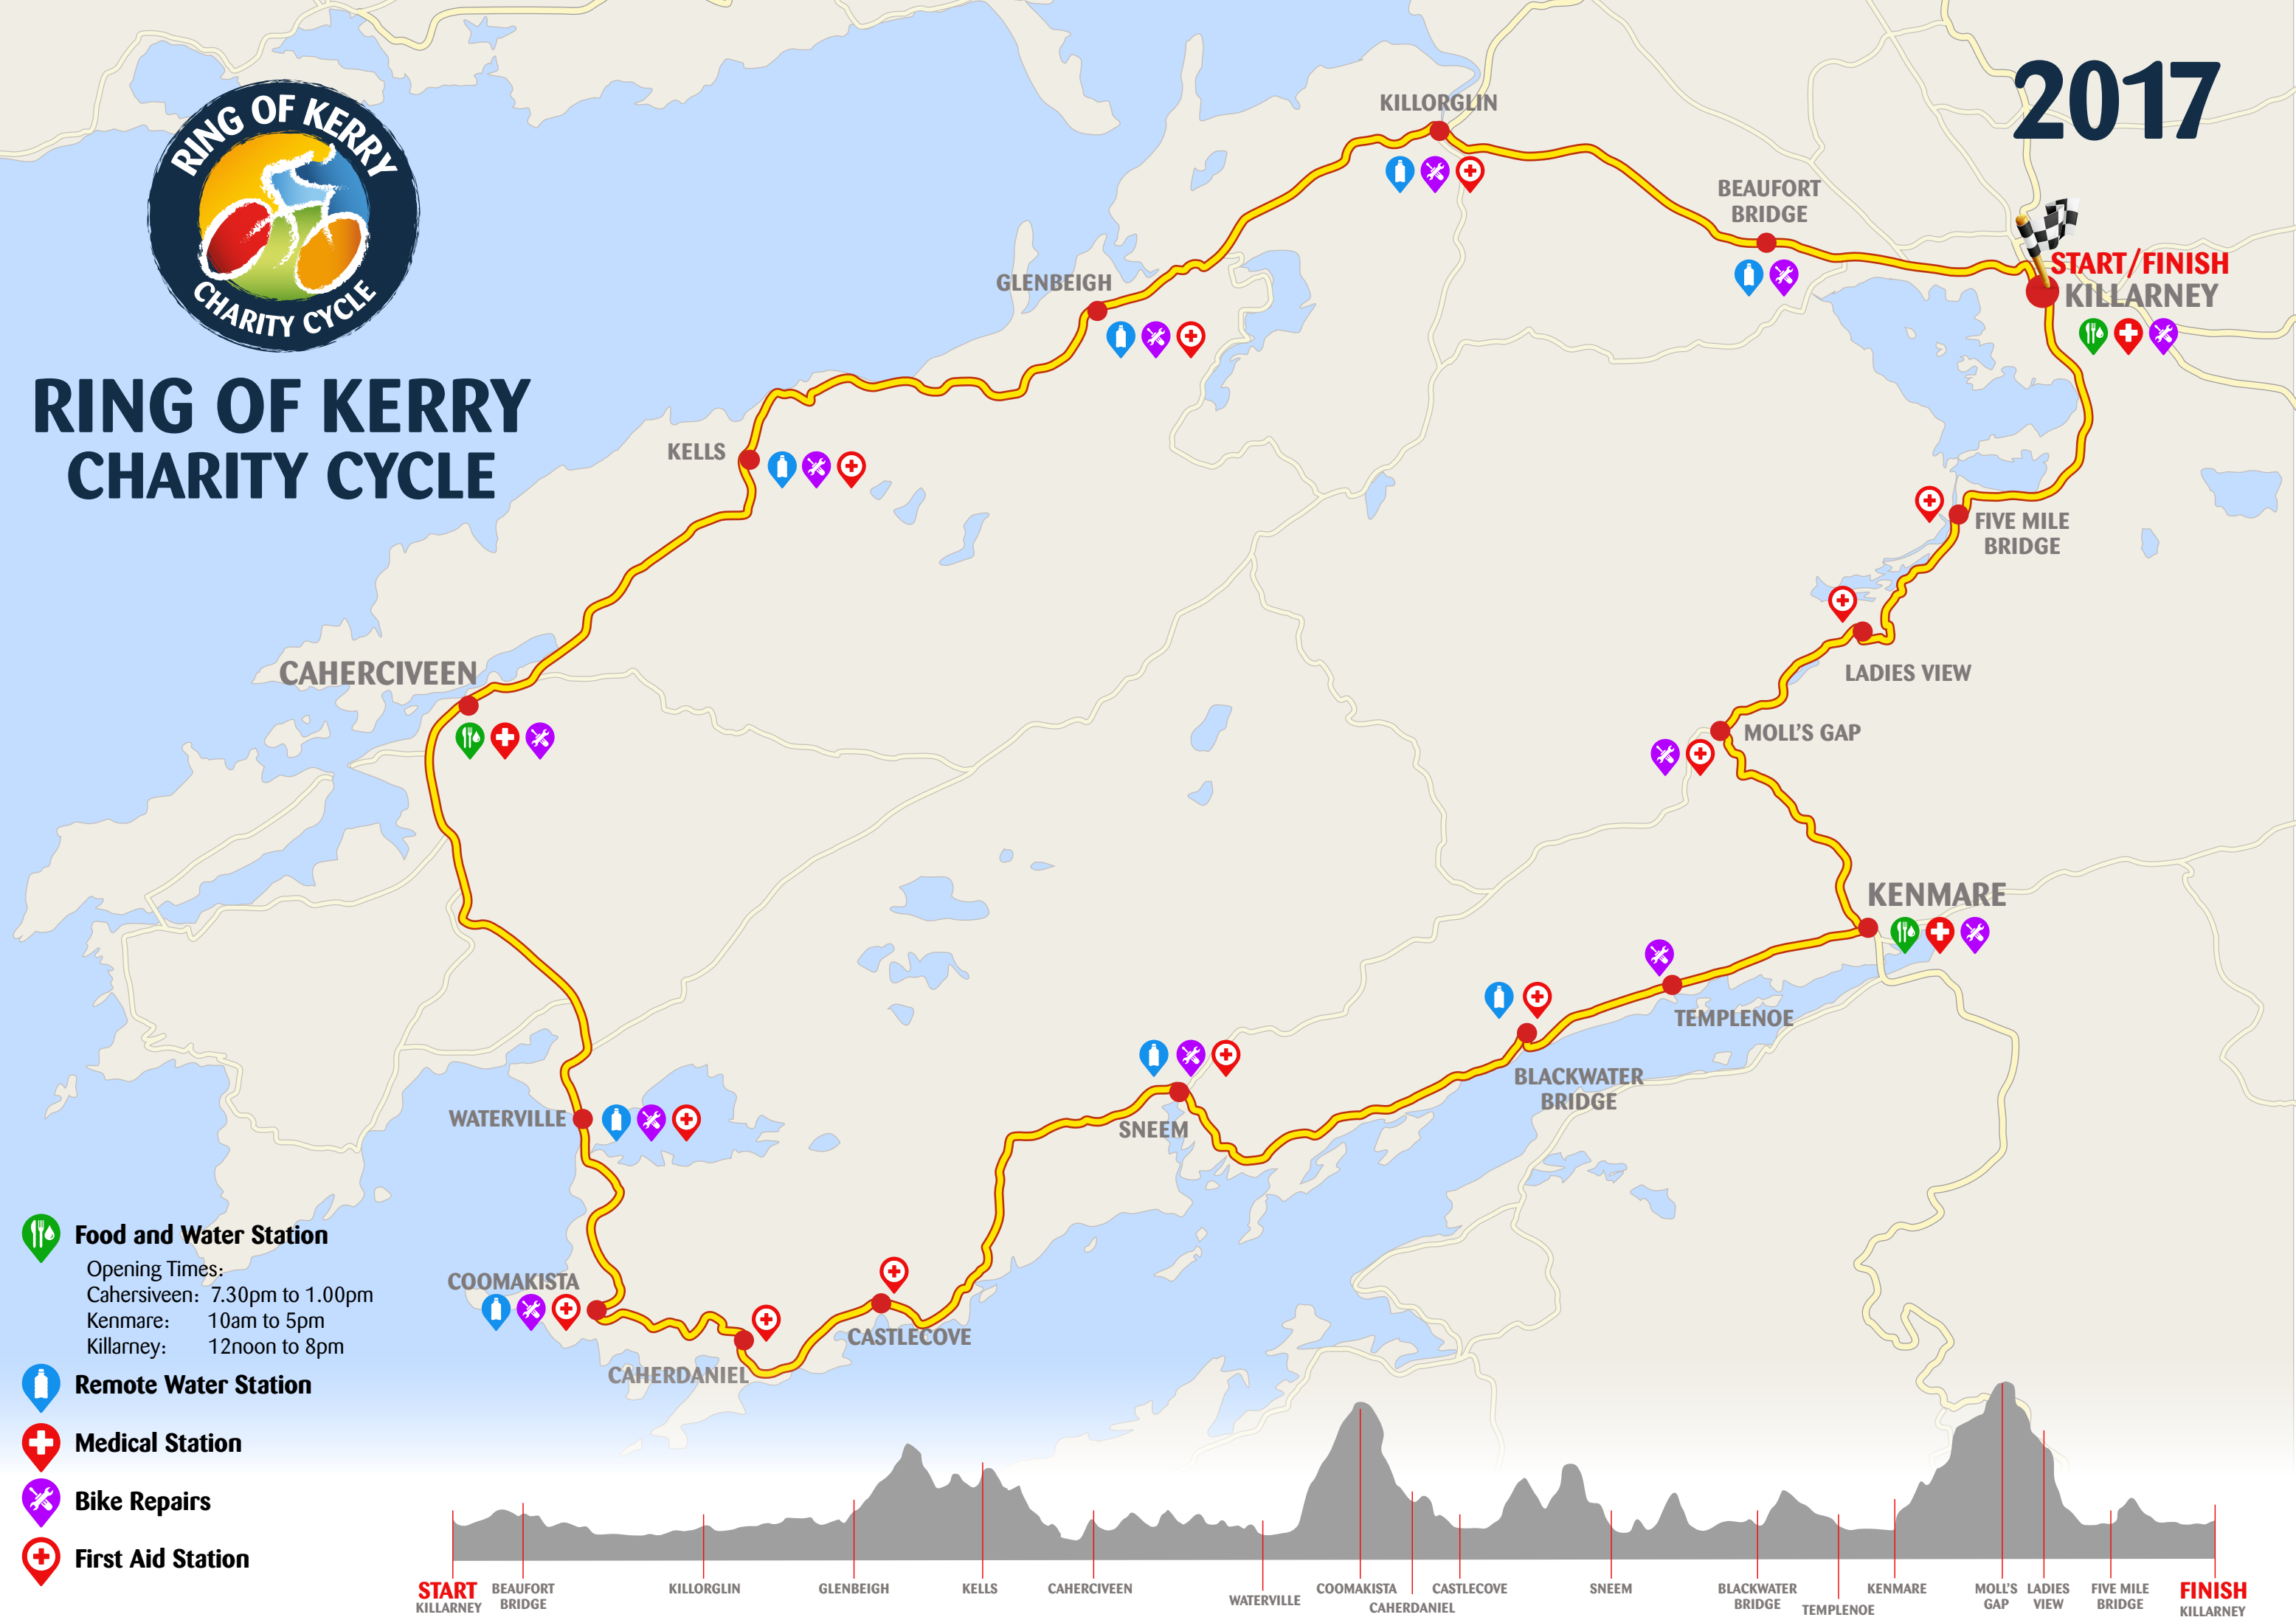 RING OF KERRY
CHARITY CYCLE
RING OF KERRY
CHARITY CYCLE
2017
KILLORGLIN
BEAUFORT
BRIDGE
START/FINISH
KILLARNEY
GLENBEIGH
KELLS
FIVE MILE
BRIDGE
CAHERCIVEEN
LADIES VIEW
MOLL'S GAP
KENMARE
TEMPLENOE
BLACKWATER
BRIDGE
SNEEM
WATERVILLE
COOMAKISTA
CASTLECOVE
CAHERDANIEL
Food and Water Station
Opening Times:
Cahersiveen: 7.30pm to 1.00pm
Kenmare: 10am to 5pm
Killarney: 12noon to 8pm
Remote Water Station
Medical Station
Bike Repairs
First Aid Station
START
KILLARNEY
BEAUFORT
BRIDGE
KILLORGLIN
GLENBEIGH
KELLS
CAHERCIVEEN
WATERVILLE
COOMAKISTA
CAHERDANIEL
CASTLECOVE
SNEEM
BLACKWATER
BRIDGE
TEMPLENOE
KENMARE
MOLL'S
GAP
LADIES
VIEW
FIVE MILE
BRIDGE
FINISH
KILLARNEY